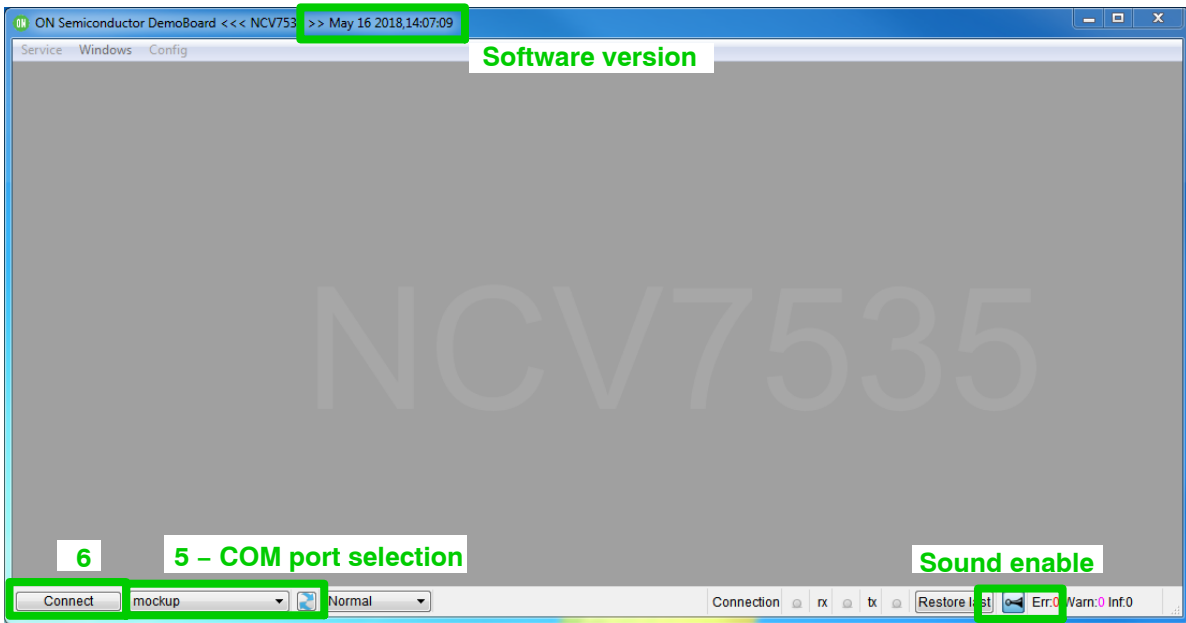 ON Semiconductor DemoBoard <<< NCV753 >> May 16 2018,14:07:09
Service Windows Config
Software version
NCV7535
6
5 – COM port selection
Sound enable
Connect mockup Normal Connection rx tx Restore last Err:0 Warn:0 Inf:0